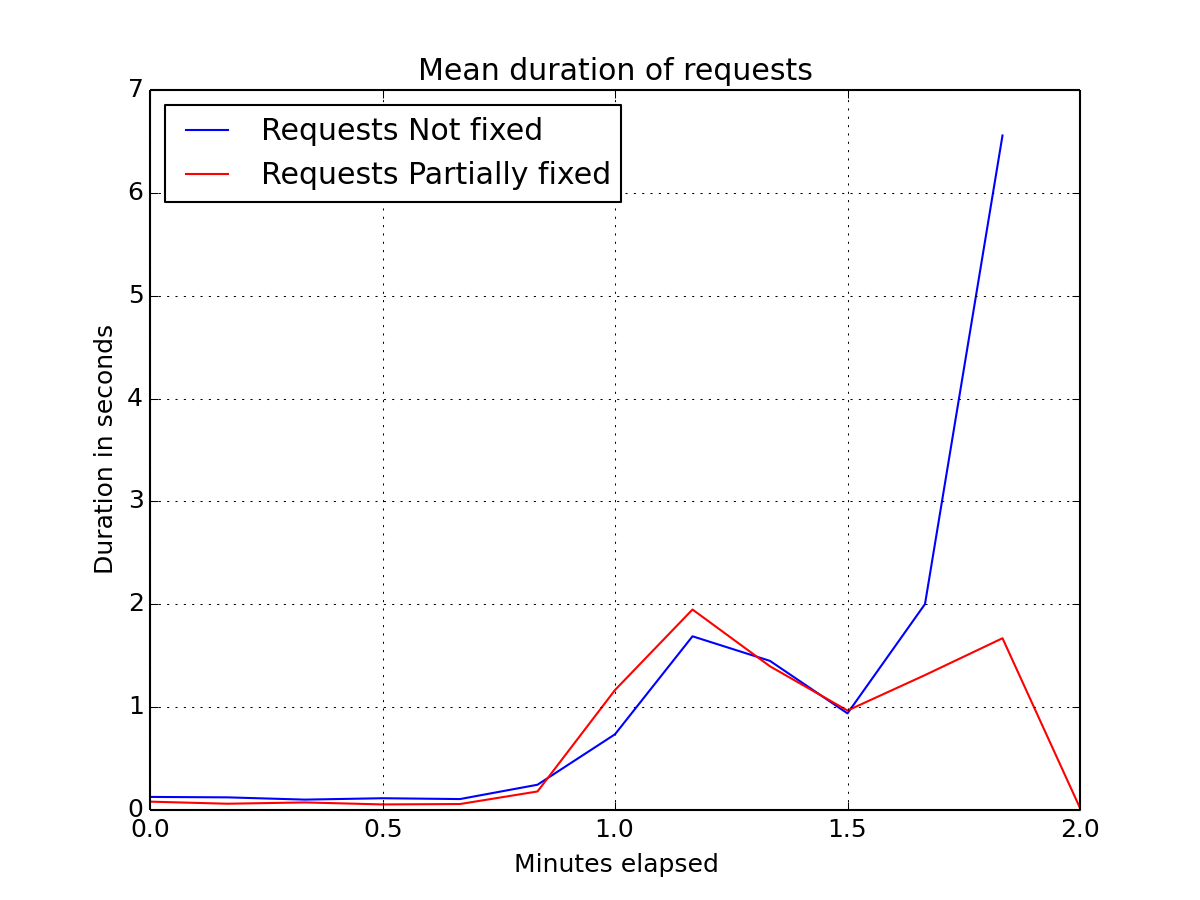 Mean duration of requests
7
Requests Not fixed
Requests Partially fixed
6
5
4
3
2
1
0
Duration in seconds
0.0 0.5 1.0 1.5 2.0
Minutes elapsed